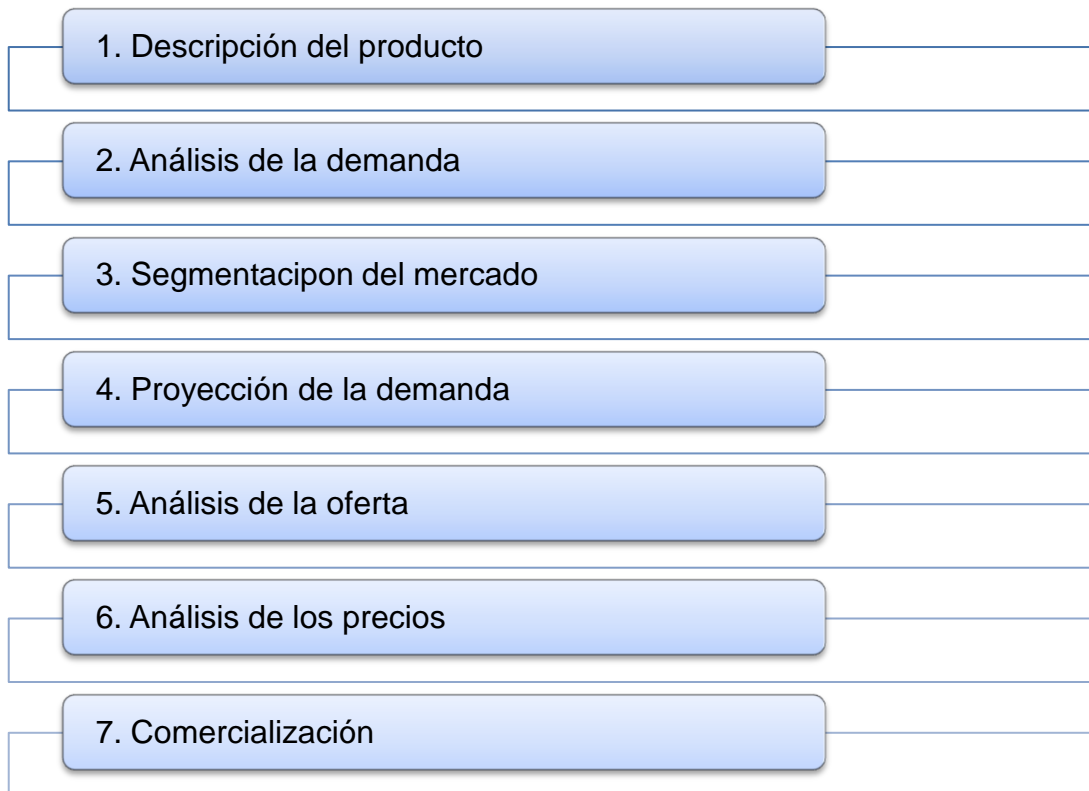 1. Descripción del producto
2. Análisis de la demanda
3. Segmentacipon del mercado
4. Proyección de la demanda
5. Análisis de la oferta
6. Análisis de los precios
7. Comercialización